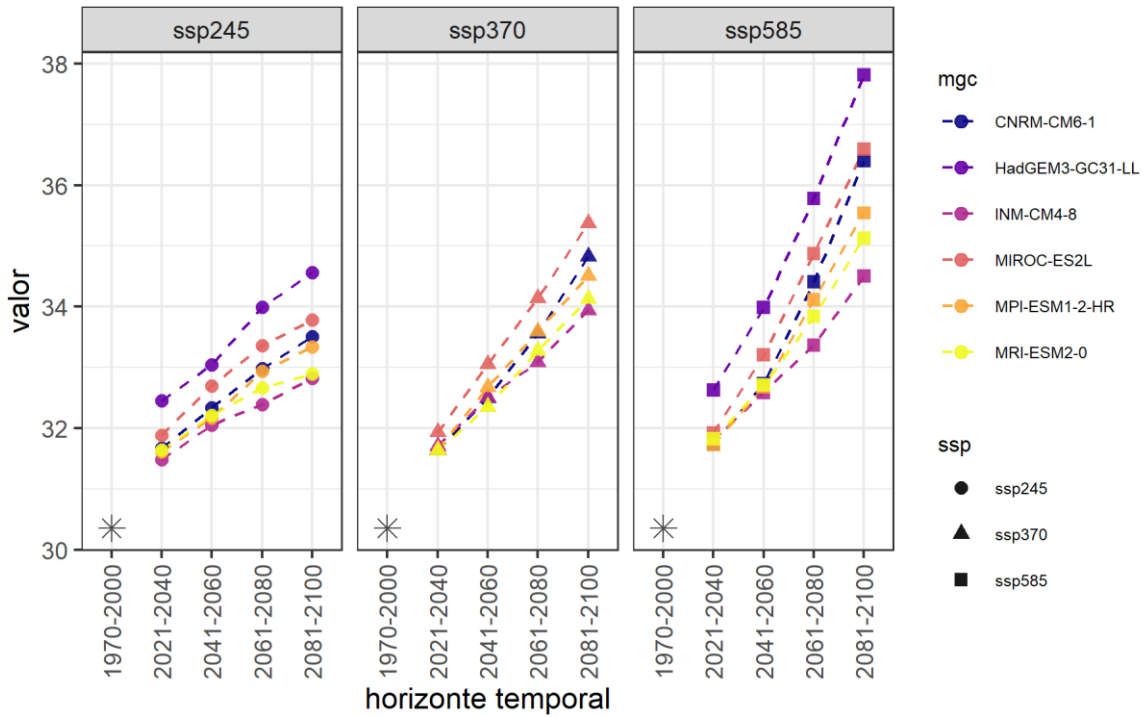 ssp245
ssp370
ssp585
valor
38
36
34
32
30
1970-2000
2021-2040
2041-2060
2061-2080
2081-2100
1970-2000
2021-2040
2041-2060
2061-2080
2081-2100
1970-2000
2021-2040
2041-2060
2061-2080
2081-2100
horizonte temporal
mgc
CNRM-CM6-1
HadGEM3-GC31-LL
INM-CM4-8
MIROC-ES2L
MPI-ESM1-2-HR
MRI-ESM2-0
ssp
ssp245
ssp370
ssp585